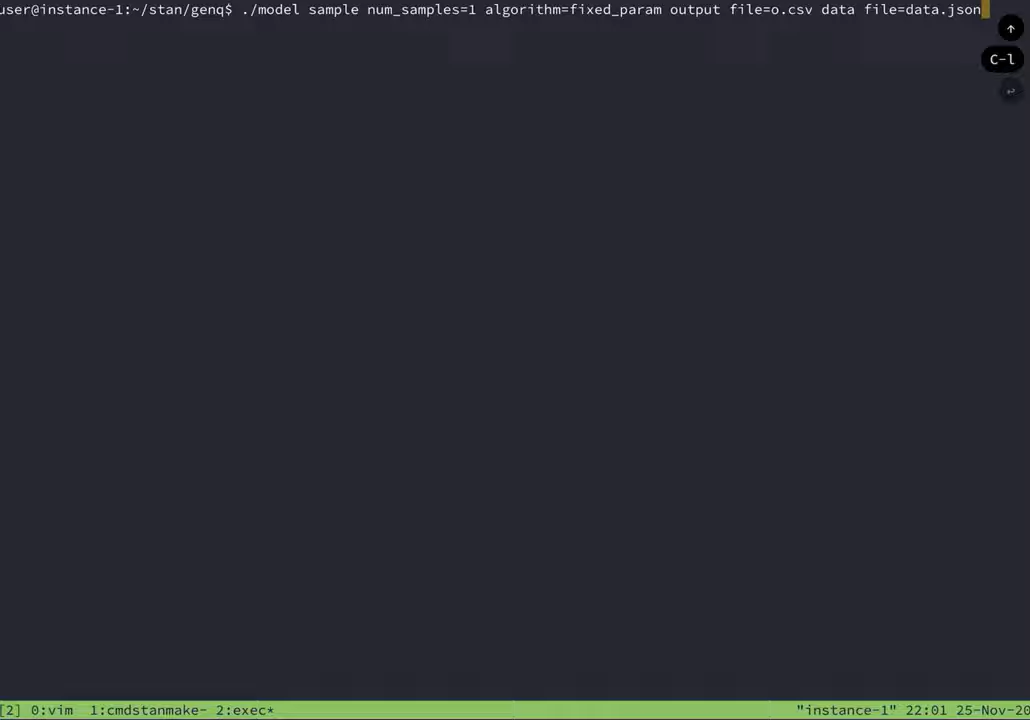 user@instance-1:~/stan/genq$ ./model sample num_samples=1 algorithm=fixed_param output file=o.csv data file=data.json
↑
C-l
↩
[2] 0:vim 1:cmdstanmake- 2:exec* "instance-1" 22:01 25-Nov-20